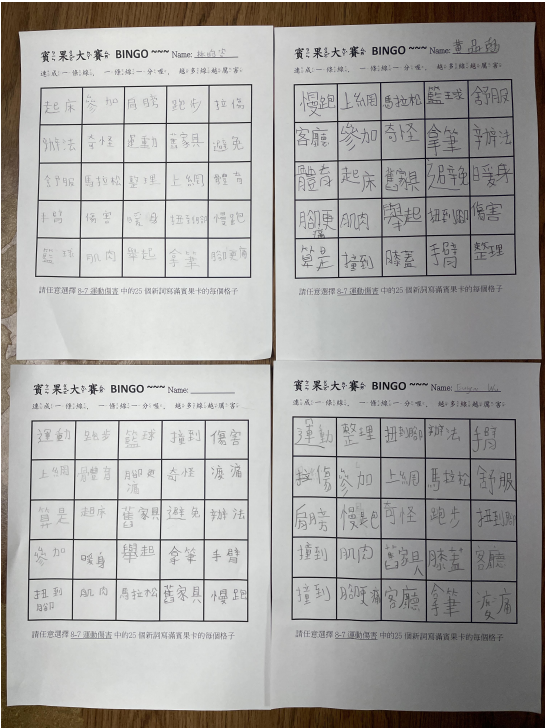 賓果大賽 BINGO ~~~ Name:
連成一條線, 一條線一分喔, 越多線越厲害。
起床 參加 肩膀 跑步 拉傷
辦法 奇怪 運動 舊家具 避免
舒服 馬拉松 整理 上網 體育
手臂 傷害 暖身 扭到腳 慢跑
籃球 肌肉 舉起 拿筆 腳更痛
請任意選擇 8-7 運動傷害 中的25 個新詞寫滿賓果卡的每個格子
賓果大賽 BINGO ~~~ Name: 黃品
連成一條線, 一條線一分喔, 越多線越厲害。
慢跑 上網 馬拉松 籃球 舒服
客廳 參加 奇怪 拿筆 辦法
體育 起床 舊家具 避免 暖身
腳更痛 肌肉 舉起 扭到腳 傷害
算是 撞到 膝蓋 手臂 整理
請任意選擇 8-7 運動傷害 中的25 個新詞寫滿賓果卡的每個格子
賓果大賽 BINGO ~~~ Name:
連成一條線, 一條線一分喔, 越多線越厲害。
運動 跑步 籃球 撞到 傷害
上網 體育 腳更痛 奇怪 痠痛
算是 起床 舊家具 避免 辦法
參加 暖身 舉起 拿筆 手臂
扭到腳 肌肉 馬拉松 舊家具 慢跑
請任意選擇 8-7 運動傷害 中的25 個新詞寫滿賓果卡的每個格子
賓果大賽 BINGO ~~~ Name:
連成一條線, 一條線一分喔, 越多線越厲害。
運動 整理 扭到腳 辦法 手臂
拉傷 參加 上網 馬拉松 舒服
肩膀 慢跑 奇怪 跑步 扭到腳
撞到 肌肉 舊家具 膝蓋 客廳
撞到 腳更痛 客廳 拿筆 痠痛
請任意選擇 8-7 運動傷害 中的25 個新詞寫滿賓果卡的每個格子